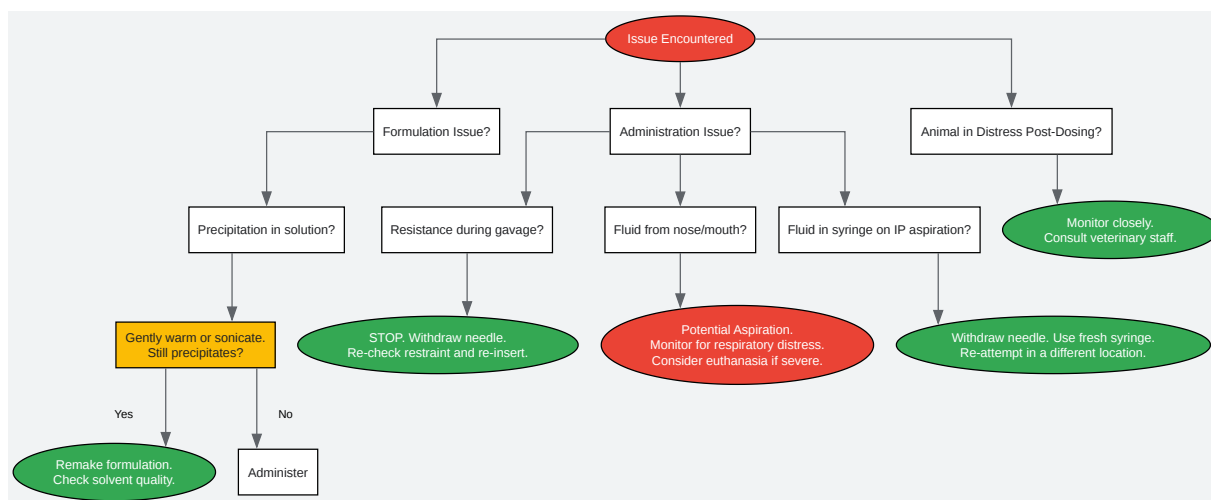 Issue Encountered
Formulation Issue?
Administration Issue?
Animal in Distress Post-Dosing?
Precipitation in solution?
Resistance during gavage?
Fluid from nose/mouth?
Fluid in syringe on IP aspiration?
Monitor closely.
Consult veterinary staff.
Gently warm or sonicate.
Still precipitates?
STOP. Withdraw needle.
Re-check restraint and re-insert.
Potential Aspiration.
Monitor for respiratory distress.
Consider euthanasia if severe.
Withdraw needle. Use fresh syringe.
Re-attempt in a different location.
Yes
No
Remake formulation.
Check solvent quality.
Administer